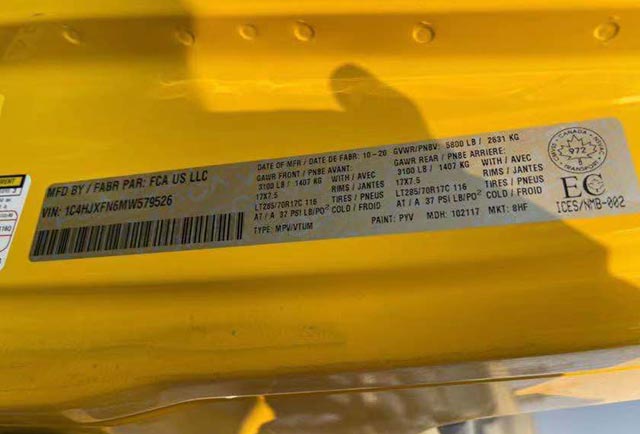 MFD BY / FABR PAR: FCA US LLC
VIN: 1C4HJXFN6MW579526
DATE OF MFR / DATE DE FABR: 10-20
GAWR FRONT / PNBE AVANT:
3100 LB / 1407 KG WITH / AVEC
17X7.5 RIMS / JANTES
LT285/70R17C 116 TIRES / PNEUS
AT / A 37 PSI LB/PO² COLD / FROID
TYPE: MPV/VTUM
GVWR/PNBV: 5800 LB / 2631 KG
GAWR REAR / PNBE ARRIERE:
3100 LB / 1407 KG WITH / AVEC
17X7.5 RIMS / JANTES
LT285/70R17C 116 TIRES / PNEUS
AT / A 37 PSI LB/PO² COLD / FROID
PAINT: PYV MDH: 102117 MKT: 8HF
CANADA
972
TRANSPORT
EC
ICES/NMB-002